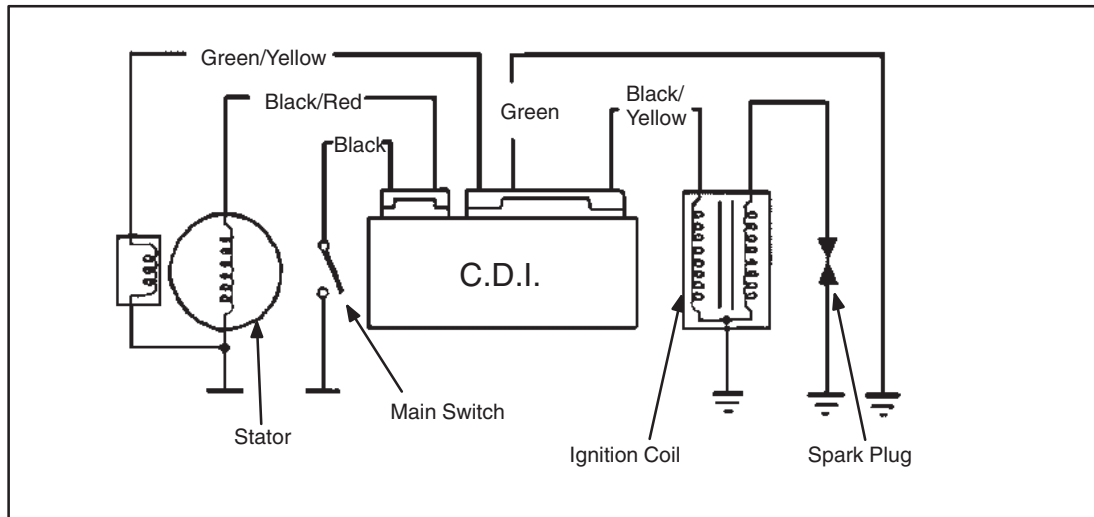 Green/Yellow
Black/Red
Black
Green
Black/
Yellow
C.D.I.
Main Switch
Stator
Ignition Coil
Spark Plug